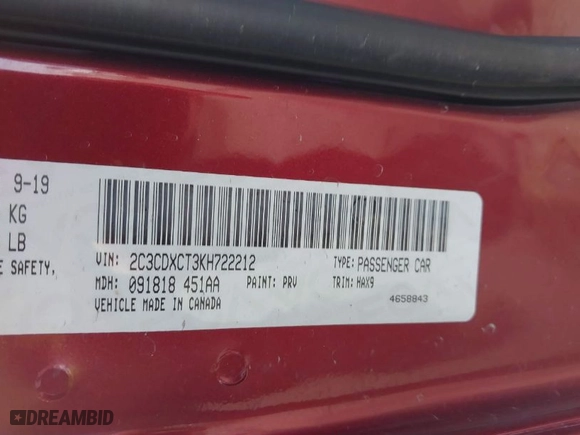 9-19
KG
LB
E SAFETY,
VIN: 2C3CDXCT3KH722212 TYPE: PASSENGER CAR
MDH: 091818 451AA PAINT: PRV TRIM: HAX9
VEHICLE MADE IN CANADA 4658843
DREAMBID